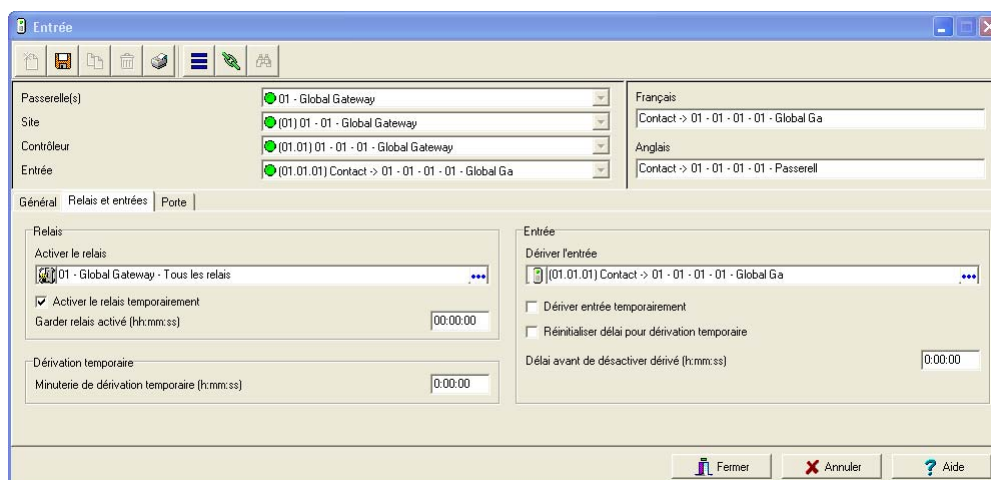 Entrée
Passerelle(s)
01 - Global Gateway
Site
(01) 01 - 01 - Global Gateway
Contrôleur
(01.01) 01 - 01 - 01 - Global Gateway
Entrée
(01.01.01) Contact -> 01 - 01 - 01 - 01 - Global Ga
Français
Contact -> 01 - 01 - 01 - 01 - Global Ga
Anglais
Contact -> 01 - 01 - 01 - 01 - Passerell
Général
Relais et entrées
Porte
Relais
Activer le relais
01 - Global Gateway - Tous les relais
Activer le relais temporairement
Garder relais activé (hh:mm:ss)
00:00:00
Dérivation temporaire
Minuterie de dérivation temporaire (h:mm:ss)
0:00:00
Entrée
Dériver l'entrée
(01.01.01) Contact -> 01 - 01 - 01 - 01 - Global Ga
Dériver entrée temporairement
Réinitialiser délai pour dérivation temporaire
Délai avant de désactiver dérivé (h:mm:ss)
0:00:00
Fermer
Annuler
Aide